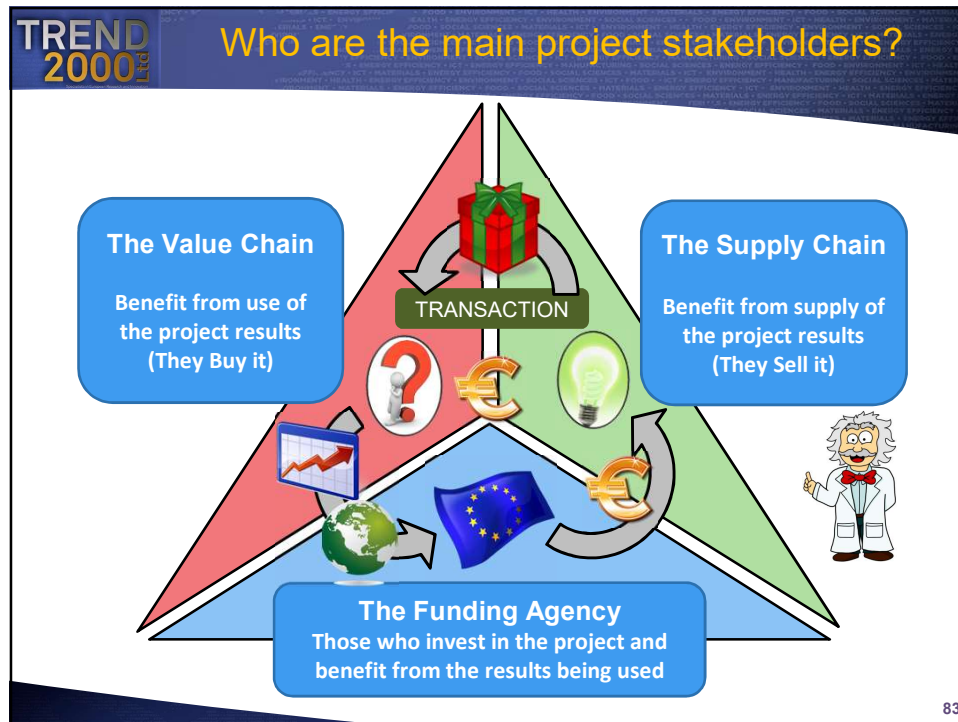 TREND
2000 Ltd
Who are the main project stakeholders?
The Value Chain
Benefit from use of
the project results
(They Buy it)
The Supply Chain
Benefit from supply of
the project results
(They Sell it)
TRANSACTION
The Funding Agency
Those who invest in the project and
benefit from the results being used
83